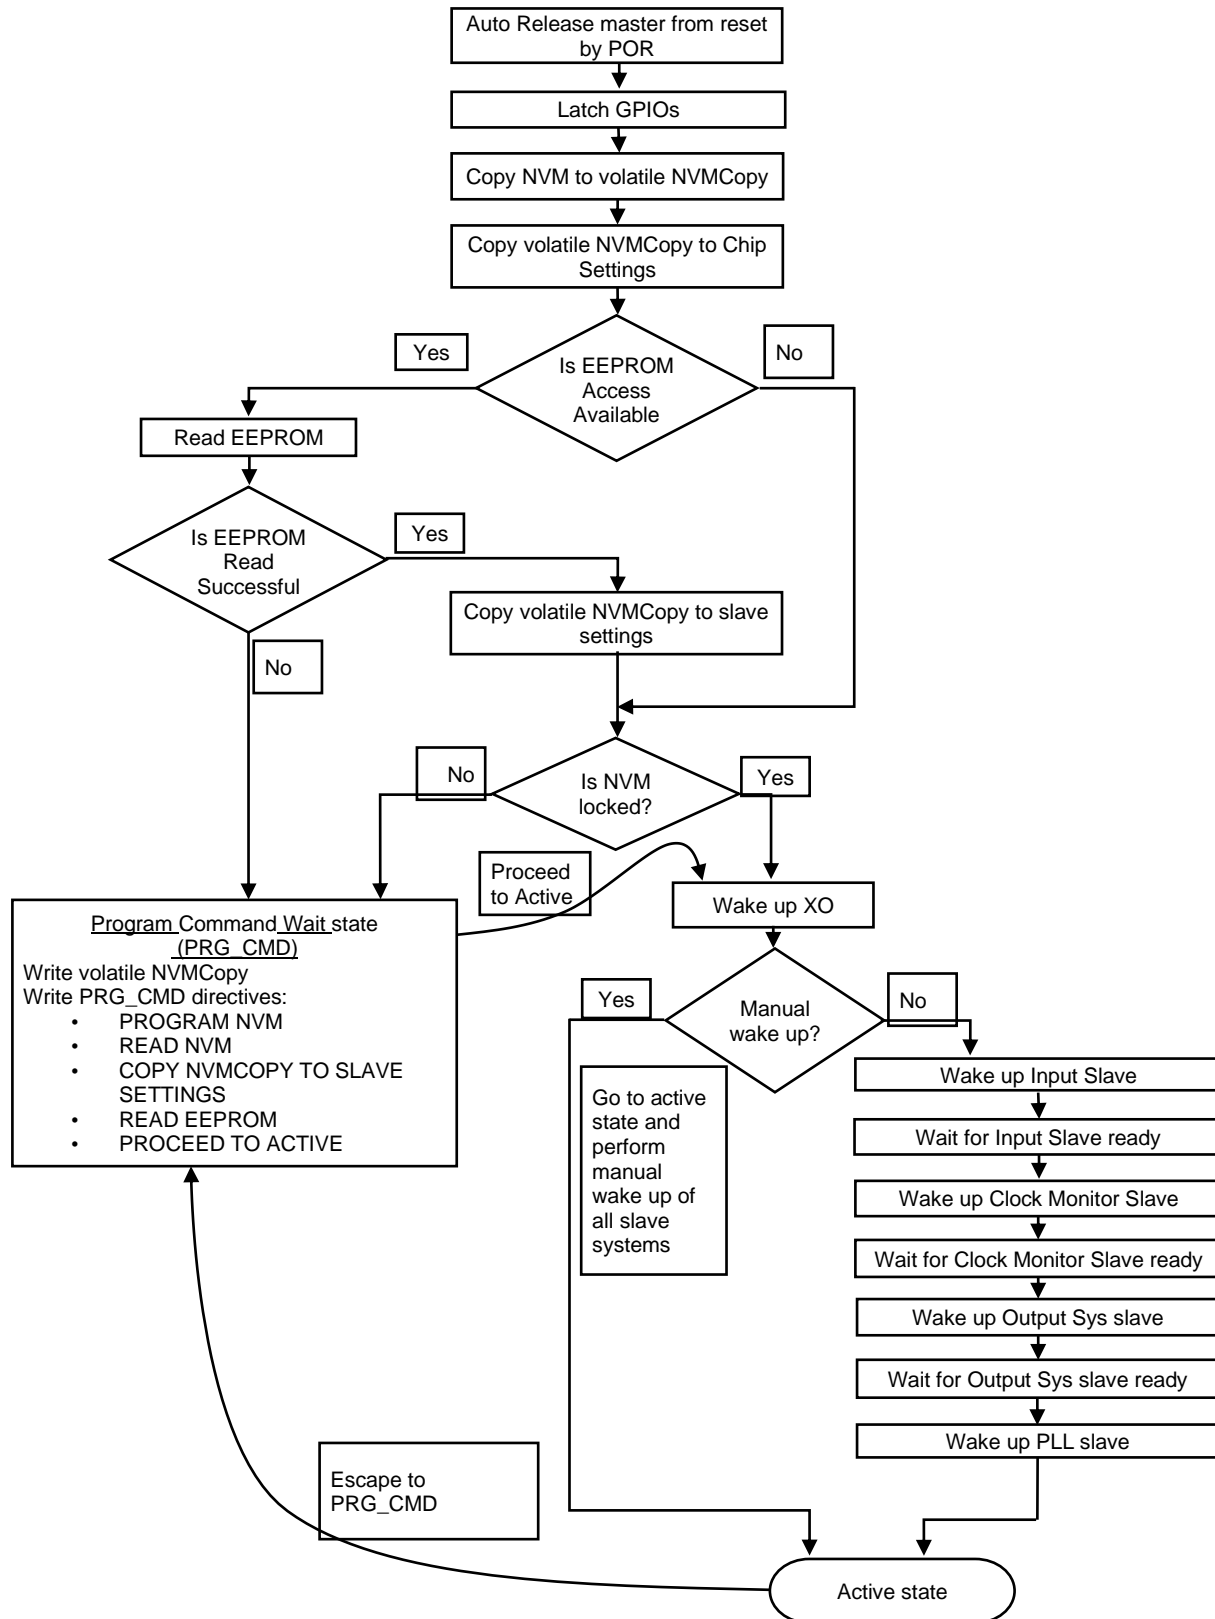 Auto Release master from reset
by POR
Latch GPIOs
Copy NVM to volatile NVMCopy
Copy volatile NVMCopy to Chip
Settings
Yes
No
Is EEPROM
Access
Available
Read EEPROM
Is EEPROM
Read
Successful
Yes
Copy volatile NVMCopy to slave
settings
No
No
Is NVM
locked?
Yes
Proceed
to Active
Wake up XO
Program Command Wait state
(PRG_CMD)
Write volatile NVMCopy
Write PRG_CMD directives:
• PROGRAM NVM
• READ NVM
• COPY NVMCOPY TO SLAVE
SETTINGS
• READ EEPROM
• PROCEED TO ACTIVE
Yes
Manual
wake up?
No
Go to active
state and
perform
manual
wake up of
all slave
systems
Wake up Input Slave
Wait for Input Slave ready
Wake up Clock Monitor Slave
Wait for Clock Monitor Slave ready
Wake up Output Sys slave
Wait for Output Sys slave ready
Wake up PLL slave
Escape to
PRG_CMD
Active state